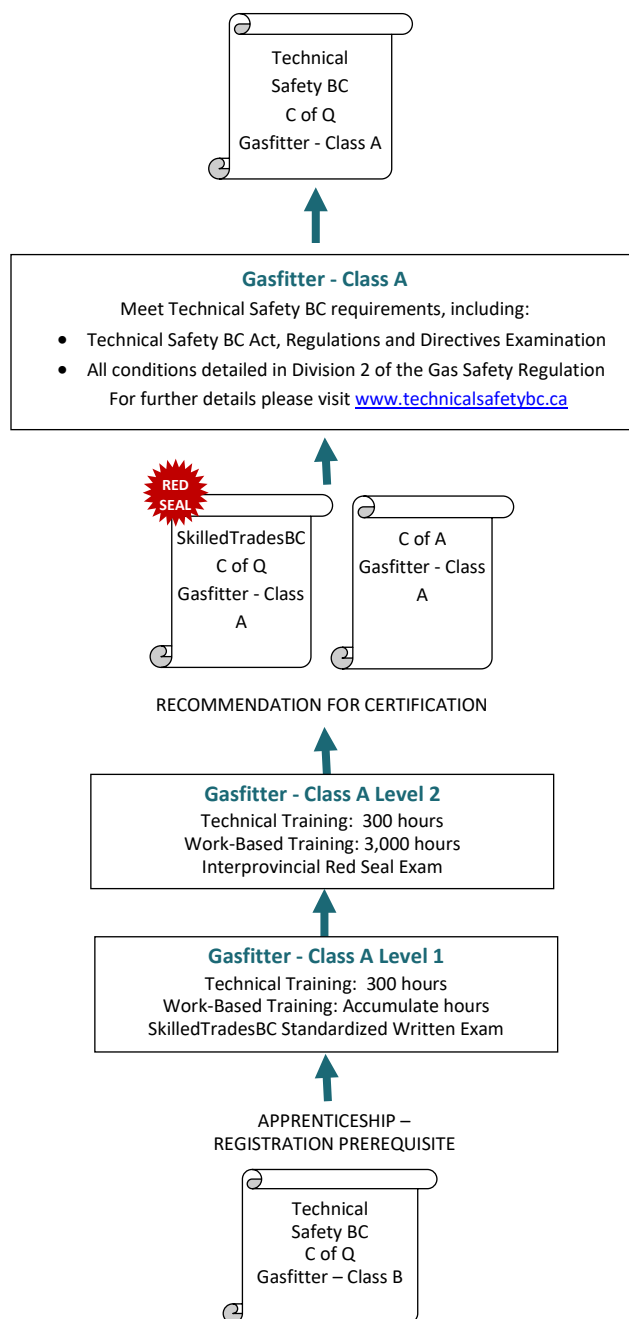 Technical
Safety BC
C of Q
Gasfitter - Class A
Gasfitter - Class A
Meet Technical Safety BC requirements, including:
• Technical Safety BC Act, Regulations and Directives Examination
• All conditions detailed in Division 2 of the Gas Safety Regulation
For further details please visit www.technicalsafetybc.ca
RED
SEAL
SkilledTradesBC
C of Q
Gasfitter - Class
A
C of A
Gasfitter - Class
A
RECOMMENDATION FOR CERTIFICATION
Gasfitter - Class A Level 2
Technical Training: 300 hours
Work-Based Training: 3,000 hours
Interprovincial Red Seal Exam
Gasfitter - Class A Level 1
Technical Training: 300 hours
Work-Based Training: Accumulate hours
SkilledTradesBC Standardized Written Exam
APPRENTICESHIP –
REGISTRATION PREREQUISITE
Technical
Safety BC
C of Q
Gasfitter – Class B